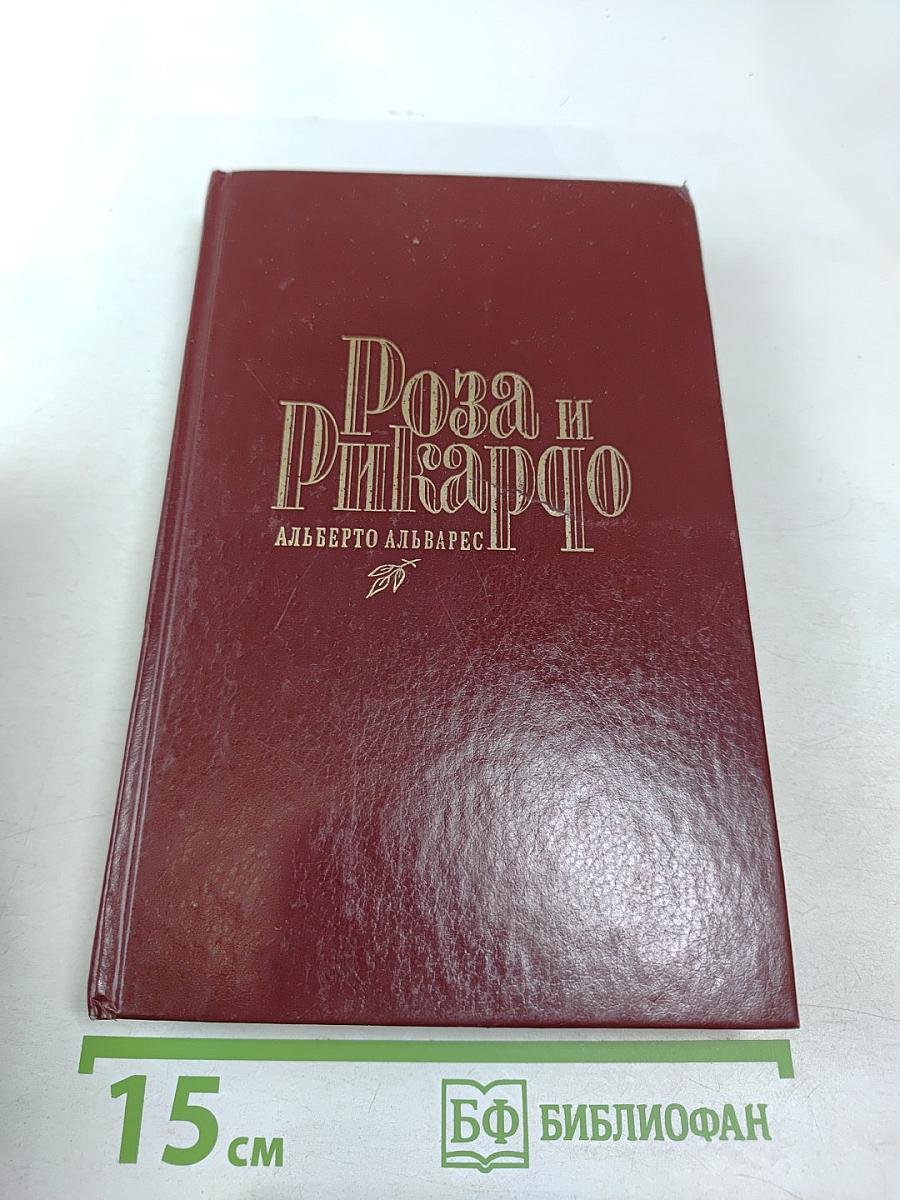 Роза и
Рикардо
АЛЬБЕРТО АЛЬВАРЕС
15 см
БФ БИБЛИОФАН